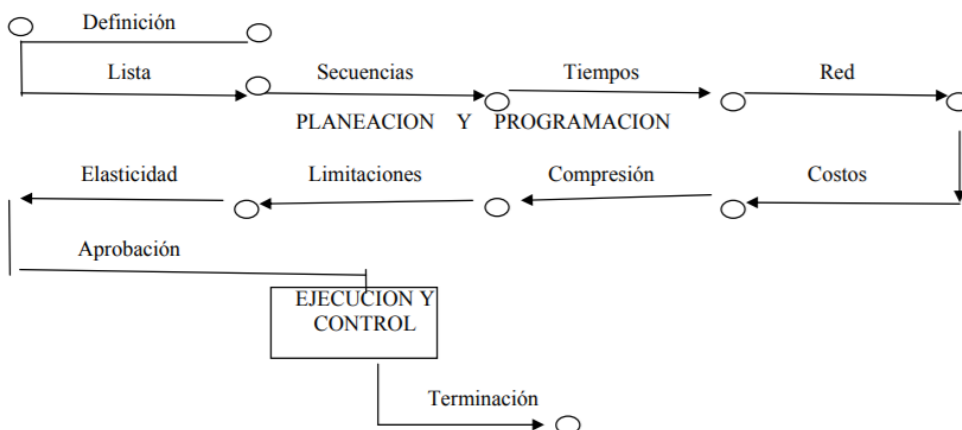 Definición
Lista Secuencias Tiempos Red
PLANEACION Y PROGRAMACION
Elasticidad Limitaciones Compresión Costos
Aprobación
EJECUCION Y
CONTROL
Terminación